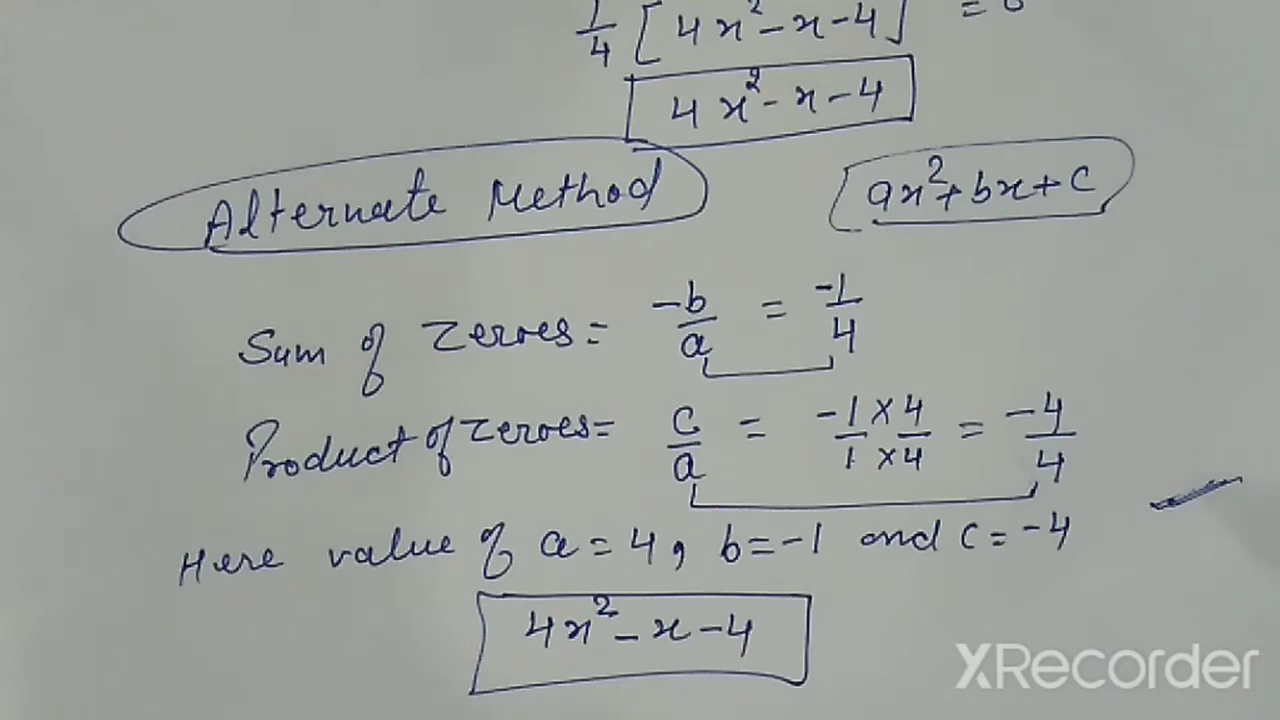 1/4 [4x² - x - 4] = 0
4x² - x - 4
Alternate Method
ax² + bx + c
Sum of zeroes = -b/a = -1/4
Product of zeroes = c/a = -1/1 × 4/×4 = -4/4
Here value of a = 4, b = -1 and c = -4
4x² - x - 4
XRecorder